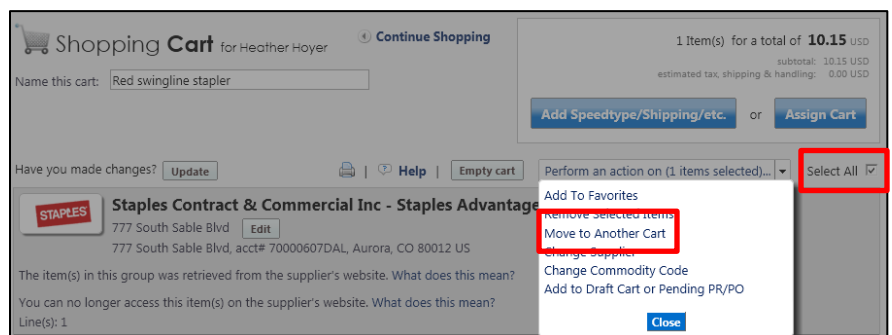 Shopping Cart for Heather Hoyer
Continue Shopping
1 Item(s) for a total of 10.15 USD
subtotal: 10.15 USD
estimated tax, shipping & handling: 0.00 USD
Name this cart: Red swingline stapler
Add Speedtype/Shipping/etc. or Assign Cart
Have you made changes? Update
| ? Help | Empty cart
Perform an action on (1 items selected)...
Select All
Add To Favorites
Remove Selected Items
Move to Another Cart
Change Supplier
Change Commodity Code
Add to Draft Cart or Pending PR/PO
Close
STAPLES
Staples Contract & Commercial Inc - Staples Advantage
777 South Sable Blvd Edit
777 South Sable Blvd, acct# 70000607DAL, Aurora, CO 80012 US
The item(s) in this group was retrieved from the supplier's website. What does this mean?
You can no longer access this item(s) on the supplier's website. What does this mean?
Line(s): 1